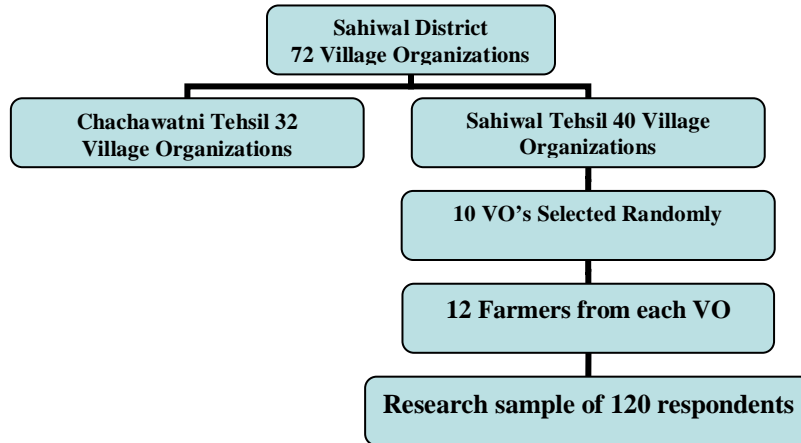 Sahiwal District
72 Village Organizations
Chachawatni Tehsil 32
Village Organizations
Sahiwal Tehsil 40 Village
Organizations
10 VO's Selected Randomly
12 Farmers from each VO
Research sample of 120 respondents